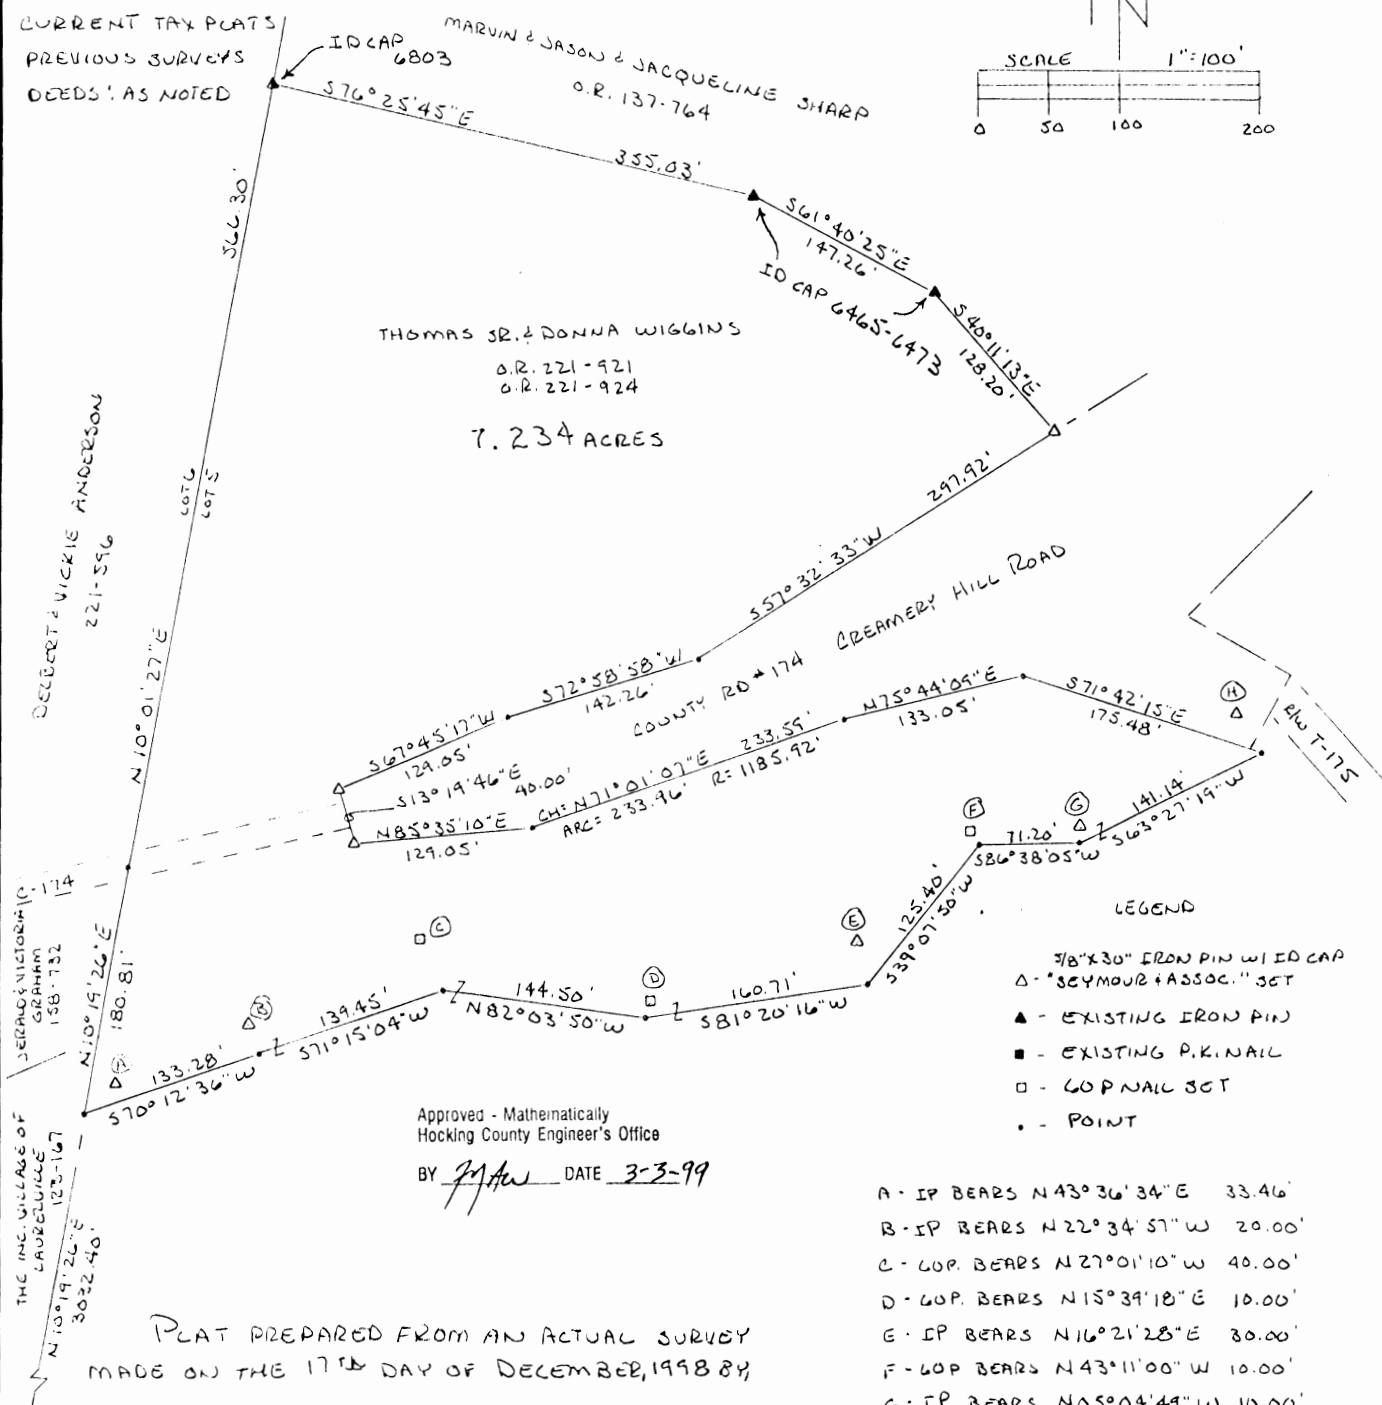 CURRENT TAX PLATS
PREVIOUS SURVEYS
DEEDS: AS NOTED
ID CAP
6803
MARVIN & JASON & JACQUELINE SHARP
O.R. 137-764
N
SCALE 1"=100'
0 50 100 200
S76°25'45"E
355.03'
S61°40'25"E
147.26'
ID CAP 6465-6473
S40°11'13"E
128.20'
566.30'
THOMAS SR. & DONNA WIGGINS
O.R. 221-921
O.R. 221-924
7.234 ACRES
LOT 6
LOT 5
DELBERT & VICKIE ANDERSON
221-596
N10°01'27"E
297.92'
S57°32'33"W
CREAMERY HILL ROAD
COUNTY RD #174
S72°58'58"W
142.26'
S67°45'17"W
129.05'
S13°19'46"E
40.00'
N85°35'10"E
129.05'
CH=N71°01'07"E 233.59'
ARC=233.96' R=1185.92'
N75°44'09"E
133.05'
S71°42'15"E
175.48'
H
R/W T-175
141.14'
S63°27'19"W
G
F
71.20'
S86°38'05"W
125.40'
S39°07'50"W
E
160.71'
S81°20'16"W
D
144.50'
N82°03'50"W
C
139.45'
S71°15'04"W
B
133.28'
S70°12'36"W
A
C-174
GERALD & VICTORIA
GRAHAM
158-732
N10°19'26"E
180.81'
THE INC. VILLAGE OF
LAURELVILLE
123-167
N10°19'26"E
3032.40'
LEGEND
5/8"X30" IRON PIN W/ ID CAP
△ - "SEYMOUR & ASSOC." SET
▲ - EXISTING IRON PIN
■ - EXISTING P.K. NAIL
□ - 60P NAIL SET
• - POINT
Approved - Mathematically
Hocking County Engineer's Office
BY DATE 3-3-99
A - IP BEARS N43°36'34"E 33.46'
B - IP BEARS N22°34'57"W 20.00'
C - 60P. BEARS N27°01'10"W 40.00'
D - 60P. BEARS N15°39'18"E 10.00'
E - IP BEARS N16°21'28"E 30.00'
F - 60P BEARS N43°11'00"W 10.00'
G - IP BEARS N05°04'49"W 10.00'
PLAT PREPARED FROM AN ACTUAL SURVEY
MADE ON THE 17TH DAY OF DECEMBER, 1998 BY,